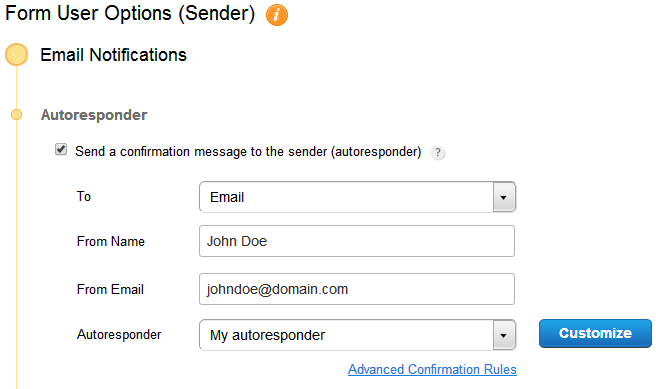 Form User Options (Sender) i
Email Notifications
Autoresponder
Send a confirmation message to the sender (autoresponder) ?
To Email
From Name John Doe
From Email johndoe@domain.com
Autoresponder My autoresponder Customize
Advanced Confirmation Rules